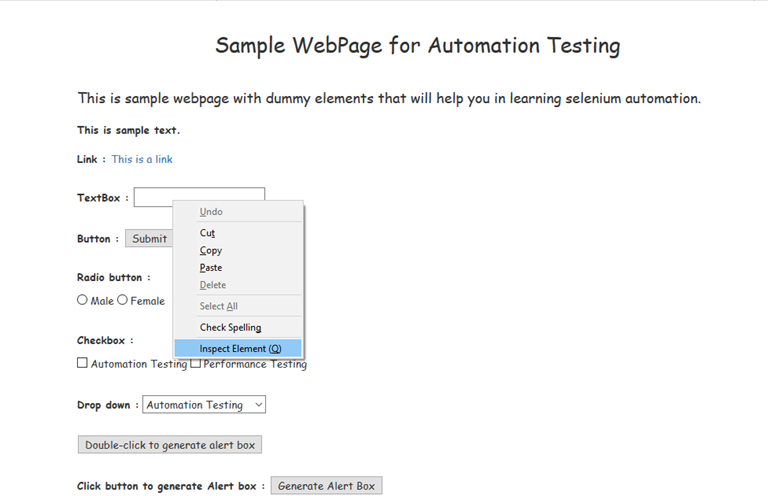 Sample WebPage for Automation Testing
This is sample webpage with dummy elements that will help you in learning selenium automation.
This is sample text.
Link : This is a link
TextBox :
Undo
Cut
Copy
Paste
Delete
Select All
Check Spelling
Inspect Element (Q)
Button : Submit
Radio button :
Male Female
Checkbox :
Automation Testing Performance Testing
Drop down : Automation Testing
Double-click to generate alert box
Click button to generate Alert box : Generate Alert Box